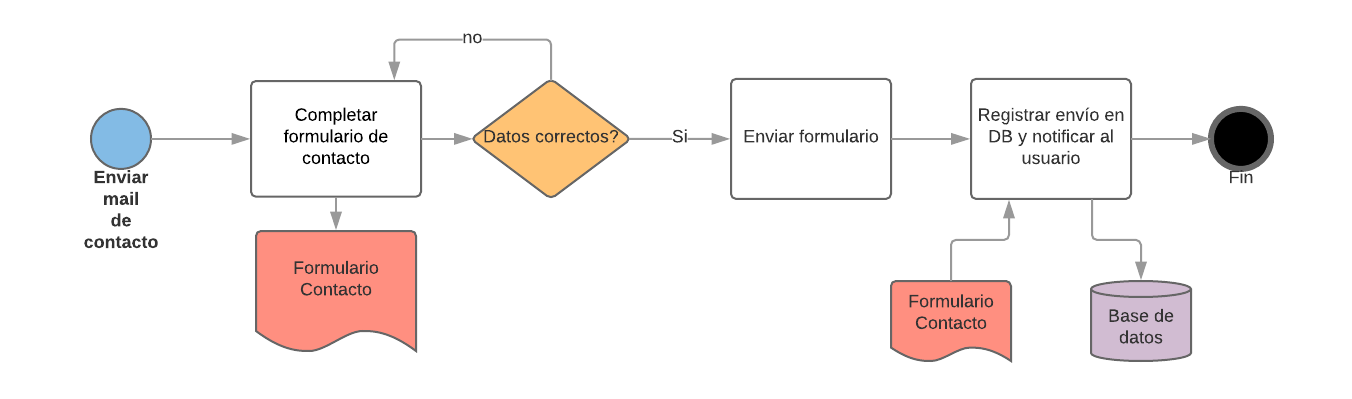 no
Enviar
mail
de
contacto
Completar
formulario de
contacto
Datos correctos?
Si
Enviar formulario
Registrar envío en
DB y notificar al
usuario
Fin
Formulario
Contacto
Formulario
Contacto
Base de
datos